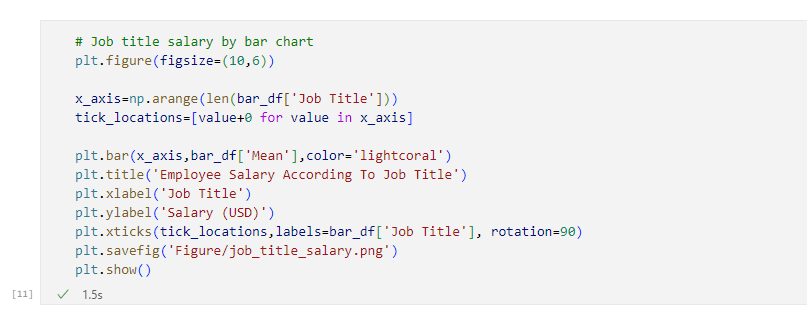 # Job title salary by bar chart
plt.figure(figsize=(10,6))
x_axis=np.arange(len(bar_df['Job Title']))
tick_locations=[value+0 for value in x_axis]
plt.bar(x_axis,bar_df['Mean'],color='lightcoral')
plt.title('Employee Salary According To Job Title')
plt.xlabel('Job Title')
plt.ylabel('Salary (USD)')
plt.xticks(tick_locations,labels=bar_df['Job Title'], rotation=90)
plt.savefig('Figure/job_title_salary.png')
plt.show()
[11] ✓ 1.5s